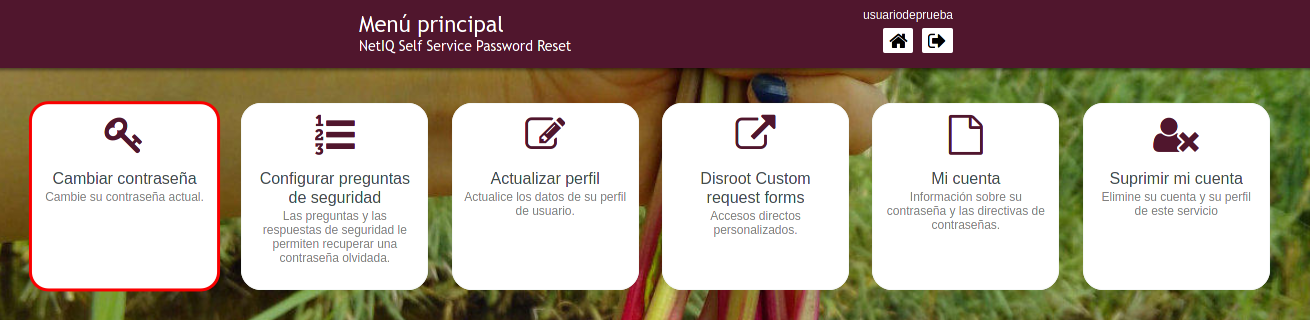 Menú principal
NetIQ Self Service Password Reset
usuariodeprueba
Cambiar contraseña
Cambie su contraseña actual.
1
2
3
Configurar preguntas
de seguridad
Las preguntas y las
respuestas de seguridad le
permiten recuperar una
contraseña olvidada.
Actualizar perfil
Actualice los datos de su perfil
de usuario.
Disroot Custom
request forms
Accesos directos
personalizados.
Mi cuenta
Información sobre su
contraseña y las directivas de
contraseñas.
Suprimir mi cuenta
Elimine su cuenta y su perfil
de este servicio